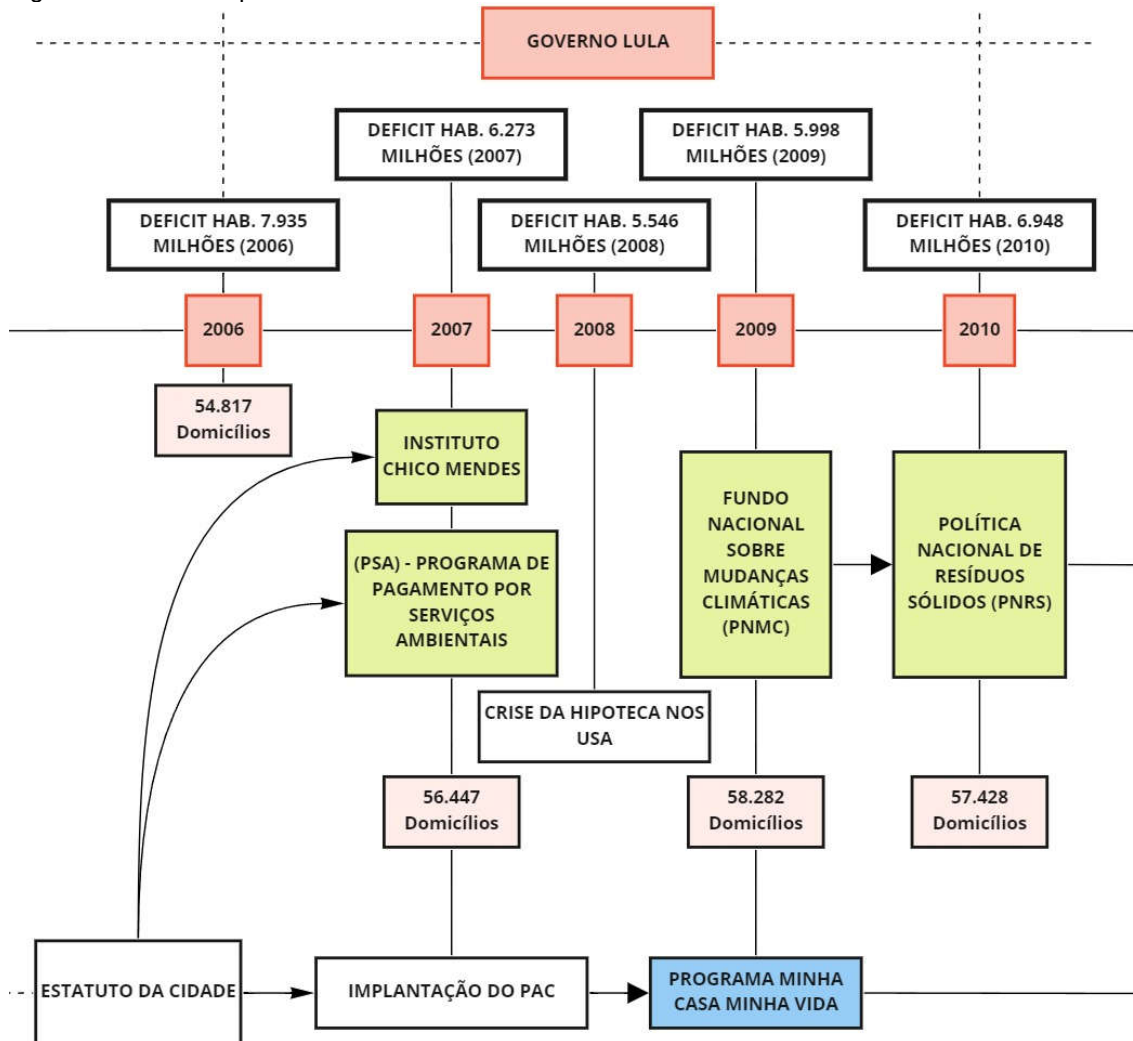 GOVERNO LULA
DEFICIT HAB. 6.273
MILHÕES (2007)
DEFICIT HAB. 5.998
MILHÕES (2009)
DEFICIT HAB. 7.935
MILHÕES (2006)
DEFICIT HAB. 5.546
MILHÕES (2008)
DEFICIT HAB. 6.948
MILHÕES (2010)
2006
2007
2008
2009
2010
54.817
Domicílios
INSTITUTO
CHICO MENDES
(PSA) - PROGRAMA DE
PAGAMENTO POR
SERVIÇOS
AMBIENTAIS
FUNDO
NACIONAL
SOBRE
MUDANÇAS
CLIMÁTICAS
(PNMC)
POLÍTICA
NACIONAL DE
RESÍDUOS
SÓLIDOS (PNRS)
CRISE DA HIPOTECA NOS
USA
56.447
Domicílios
58.282
Domicílios
57.428
Domicílios
ESTATUTO DA CIDADE
IMPLANTAÇÃO DO PAC
PROGRAMA MINHA
CASA MINHA VIDA